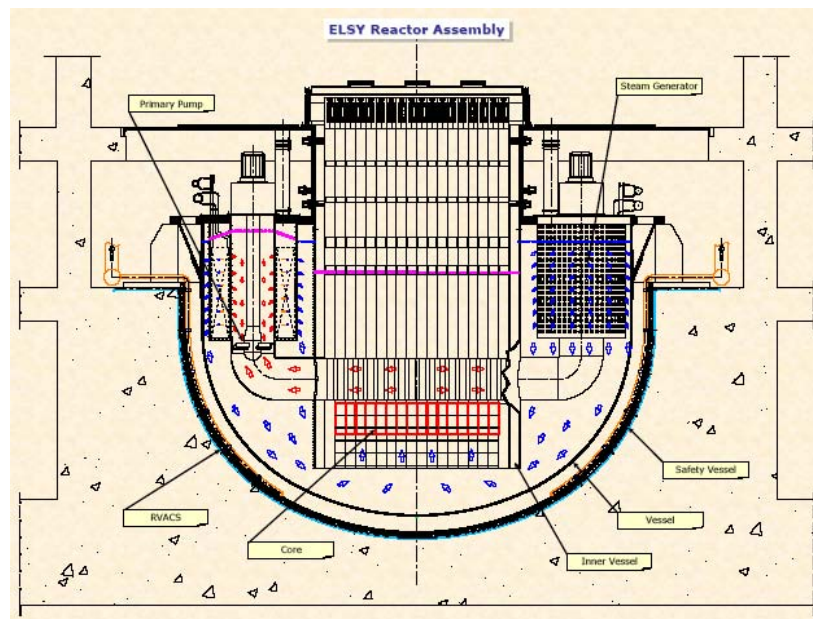 ELSY Reactor Assembly
Primary Pump
Steam Generator
Safety Vessel
RVACS
Vessel
Core
Inner Vessel